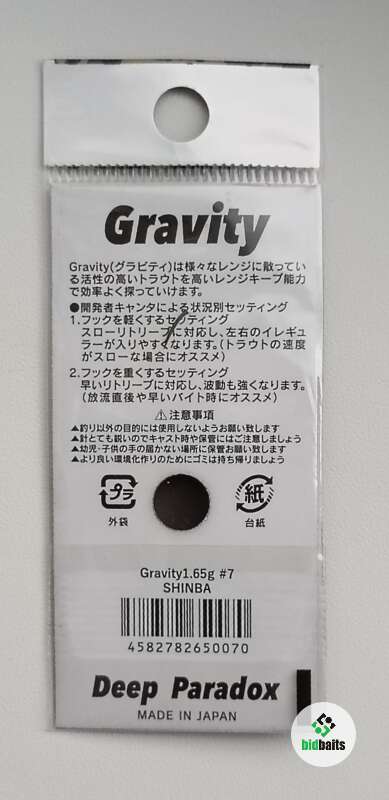 Gravity
Gravity(グラビティ)は様々なレンジに散ってい
る活性の高いトラウトを高いレンジキープ能力
で効率よく探っていけます。
●開発者キャンタによる状況別セッティング
1.フックを軽くするセッティング
スローリトリーブに対応し、左右のイレギュ
ラーが入りやすくなります。(トラウトの速度
がスローな場合にオススメ)
2.フックを重くするセッティング
早いリトリーブに対応し、波動も強くなります。
(放流直後や早いバイト時にオススメ)
⚠注意事項
▲釣り以外の目的には使用しないようお願い致します
▲針とても鋭いのでキャスト時や保管にはご注意しましょう
▲幼児・子供の手の届かない場所に保管お願い致します
▲より良い環境化作りのためにゴミは持ち帰りましょう
プラ
外袋
紙
台紙
Gravity1.65g #7
SHINBA
4582782650070
Deep Paradox
MADE IN JAPAN
bidbaits